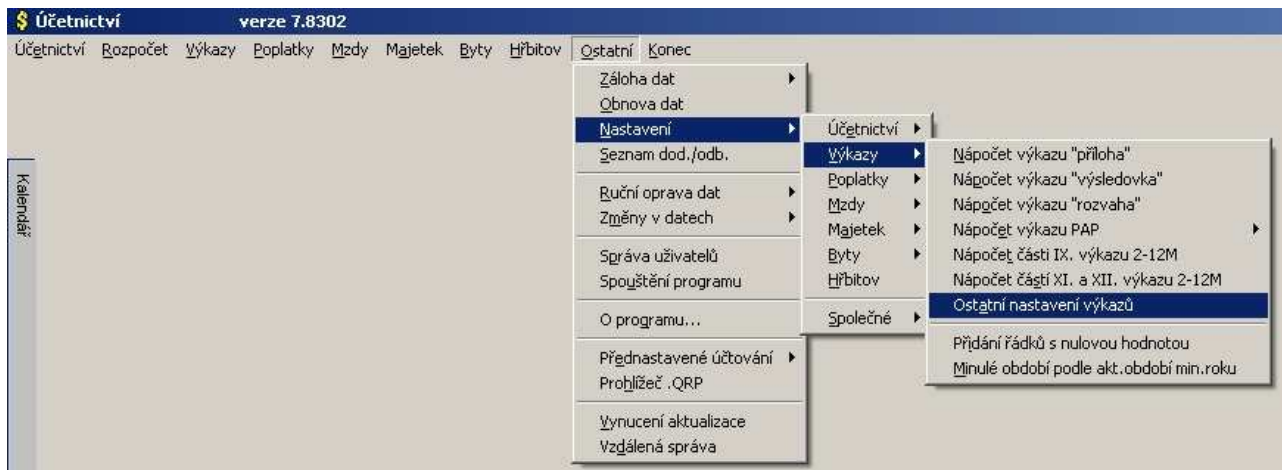 $ Účetnictví verze 7.8302
Účetnictví Rozpočet Výkazy Poplatky Mzdy Majetek Byty Hřbitov Ostatní Konec
Kalendář
Záloha dat
Obnova dat
Nastavení
Seznam dod./odb.
Ruční oprava dat
Změny v datech
Správa uživatelů
Spouštění programu
O programu...
Přednastavené účtování
Prohlížeč .QRP
Vynucení aktualizace
Vzdálená správa
Účetnictví
Výkazy
Poplatky
Mzdy
Majetek
Byty
Hřbitov
Společné
Nápočet výkazu "příloha"
Nápočet výkazu "výsledovka"
Nápočet výkazu "rozvaha"
Nápočet výkazu PAP
Nápočet části IX. výkazu 2-12M
Nápočet částí XI. a XII. výkazu 2-12M
Ostatní nastavení výkazů
Přidání řádků s nulovou hodnotou
Minulé období podle akt.období min.roku